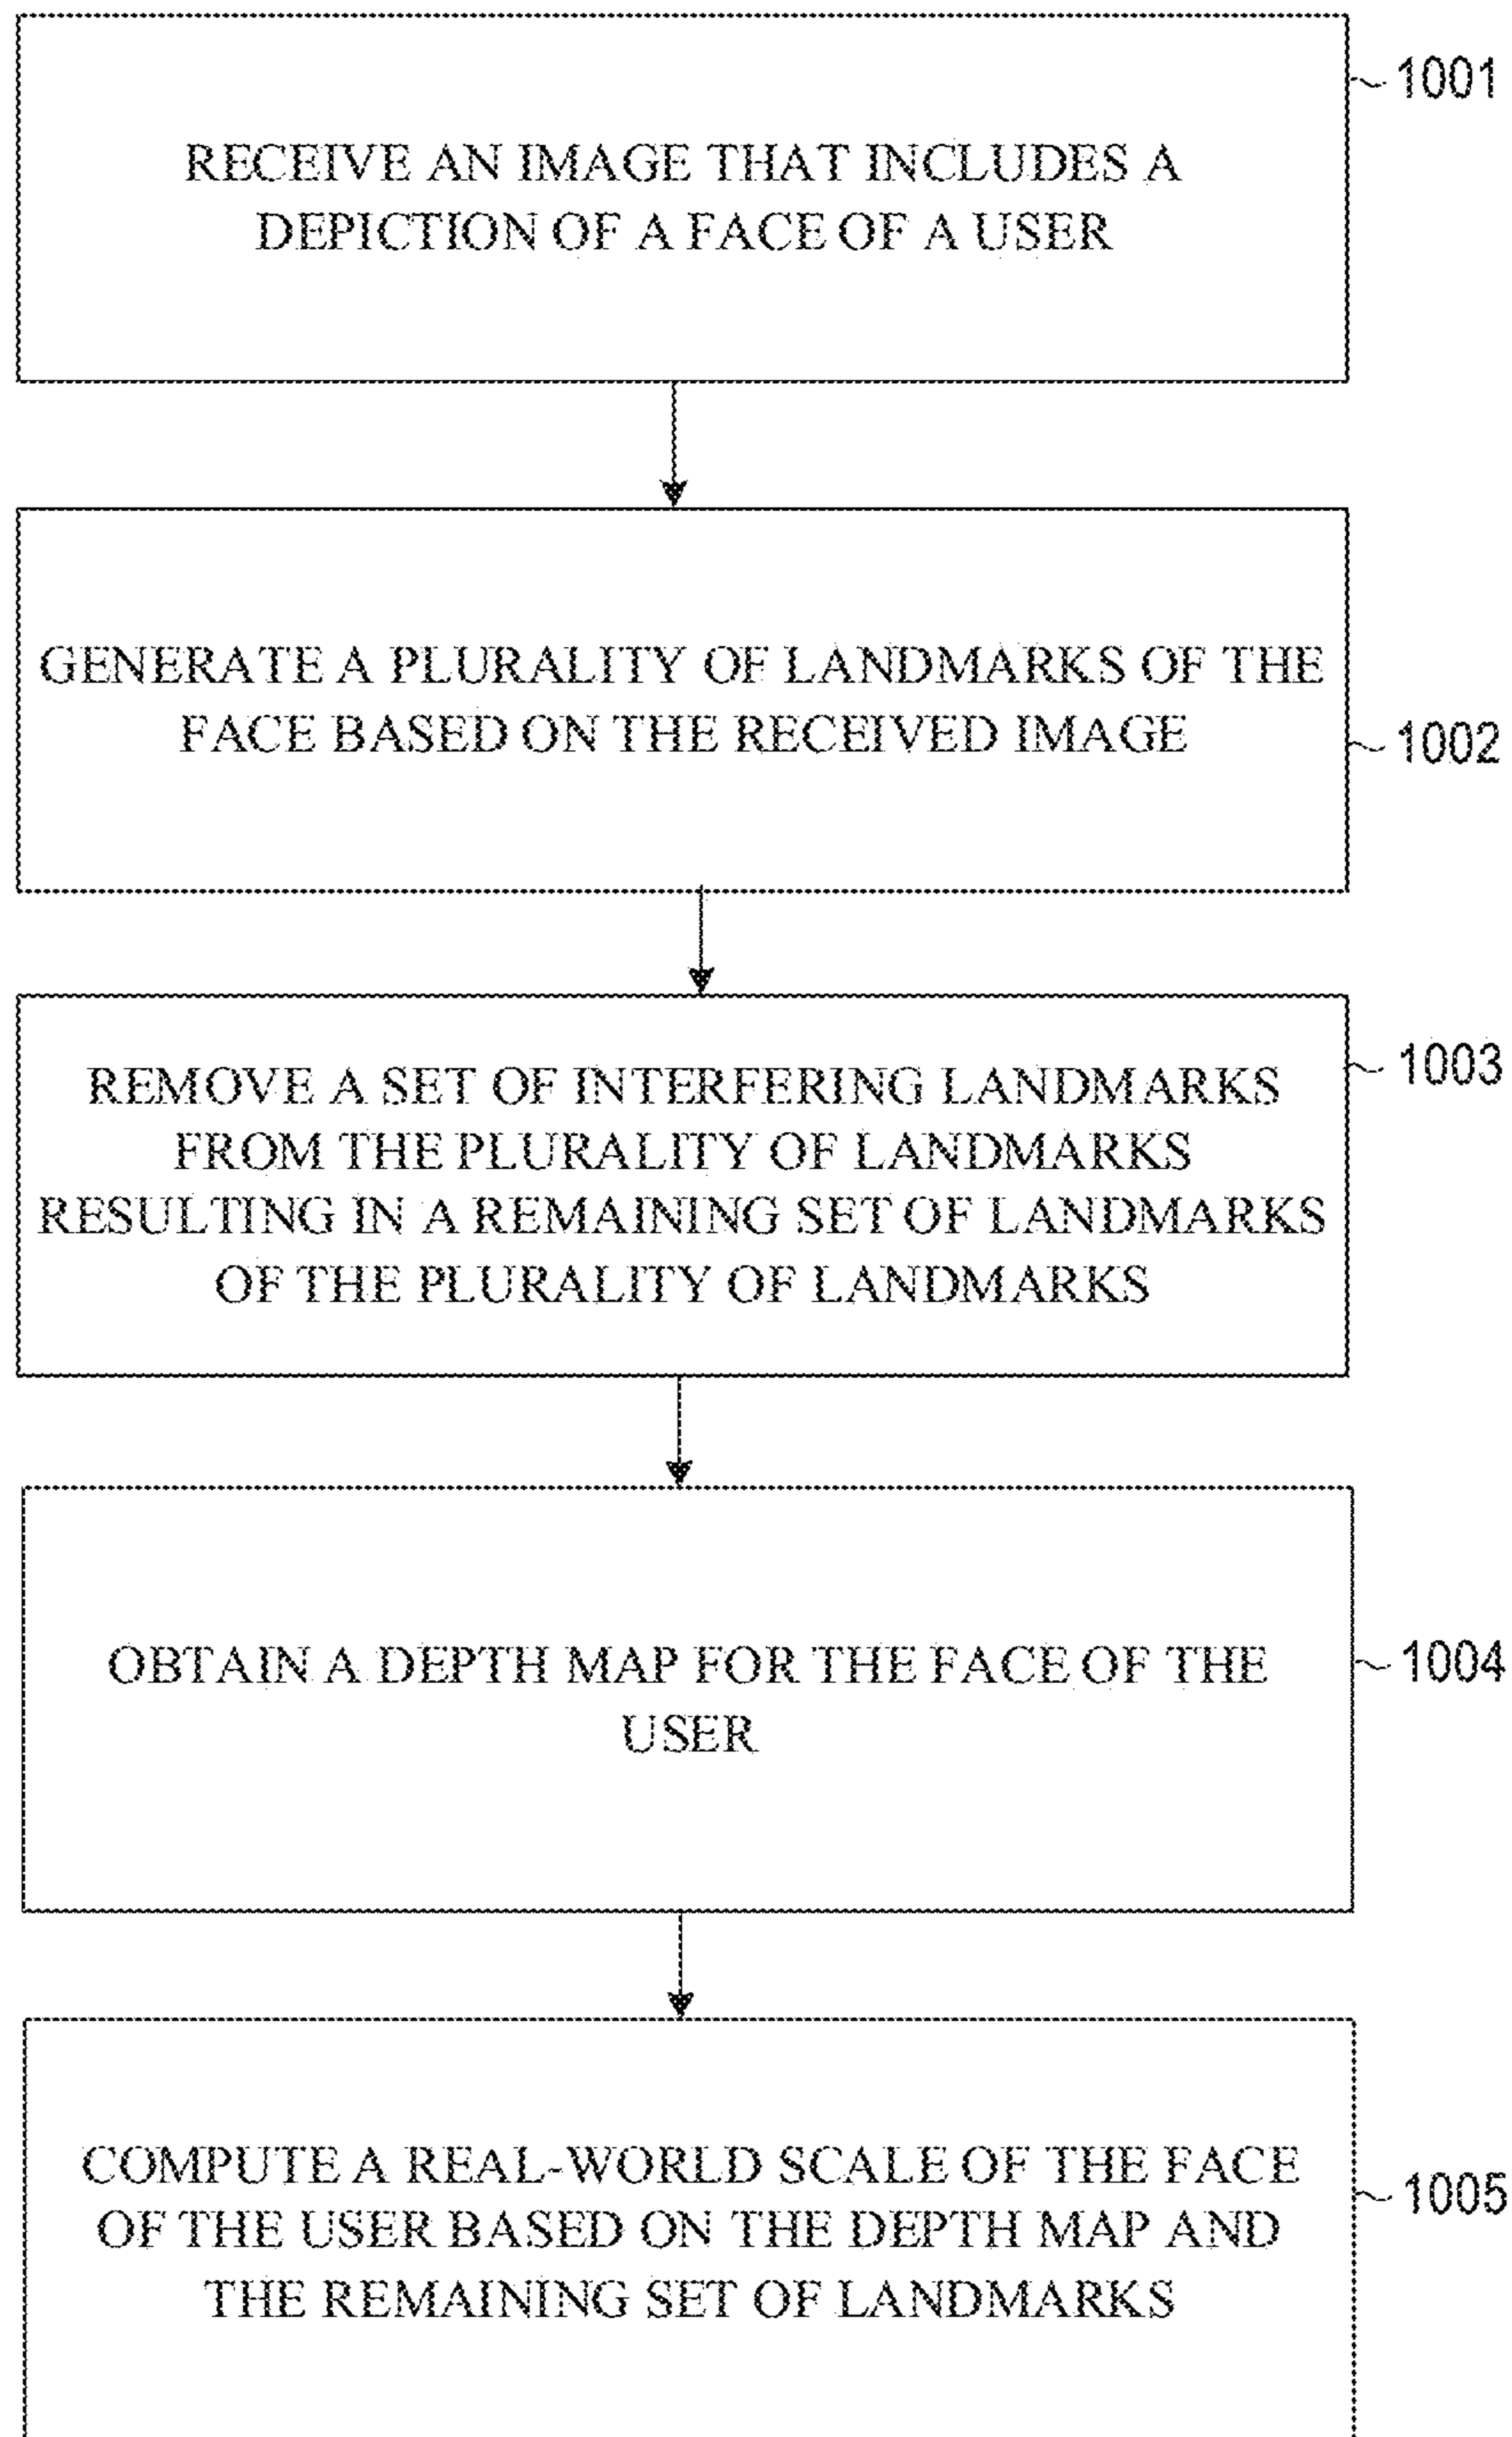 1001
RECEIVE AN IMAGE THAT INCLUDES A
DEPICTION OF A FACE OF A USER
GENERATE A PLURALITY OF LANDMARKS OF THE
FACE BASED ON THE RECEIVED IMAGE
1002
1003
REMOVE A SET OF INTERFERING LANDMARKS
FROM THE PLURALITY OF LANDMARKS
RESULTING IN A REMAINING SET OF LANDMARKS
OF THE PLURALITY OF LANDMARKS
OBTAIN A DEPTH MAP FOR THE FACE OF THE
USER
1004
COMPUTE A REAL-WORLD SCALE OF THE FACE
OF THE USER BASED ON THE DEPTH MAP AND
THE REMAINING SET OF LANDMARKS
1005